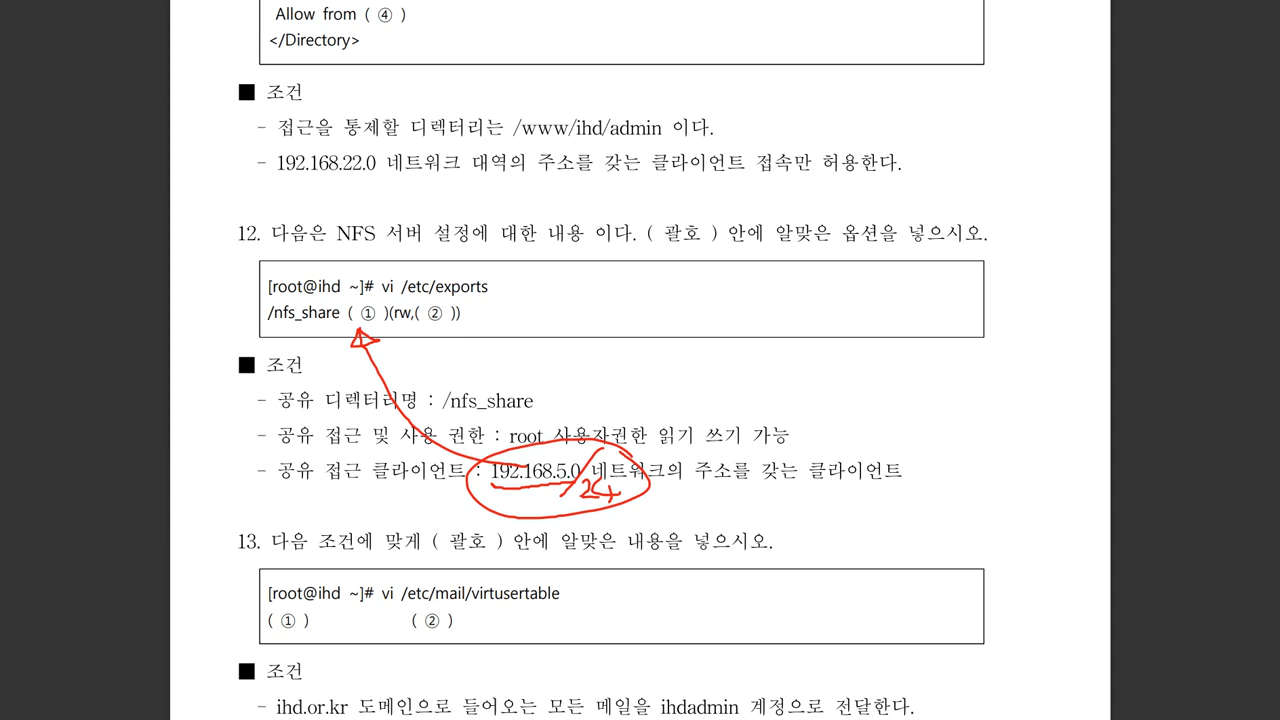 Allow from ( ④ )
</Directory>
■ 조건
- 접근을 통제할 디렉터리는 /www/ihd/admin 이다.
- 192.168.22.0 네트워크 대역의 주소를 갖는 클라이언트 접속만 허용한다.
12. 다음은 NFS 서버 설정에 대한 내용 이다. ( 괄호 ) 안에 알맞은 옵션을 넣으시오.
[root@ihd ~]# vi /etc/exports
/nfs_share ( ① )(rw,( ② ))
■ 조건
- 공유 디렉터리명 : /nfs_share
- 공유 접근 및 사용 권한 : root 사용자권한 읽기 쓰기 가능
- 공유 접근 클라이언트 : 192.168.5.0 네트워크의 주소를 갖는 클라이언트
/24
13. 다음 조건에 맞게 ( 괄호 ) 안에 알맞은 내용을 넣으시오.
[root@ihd ~]# vi /etc/mail/virtusertable
( ① ) ( ② )
■ 조건
- ihd.or.kr 도메인으로 들어오는 모든 메일을 ihdadmin 계정으로 전달한다.